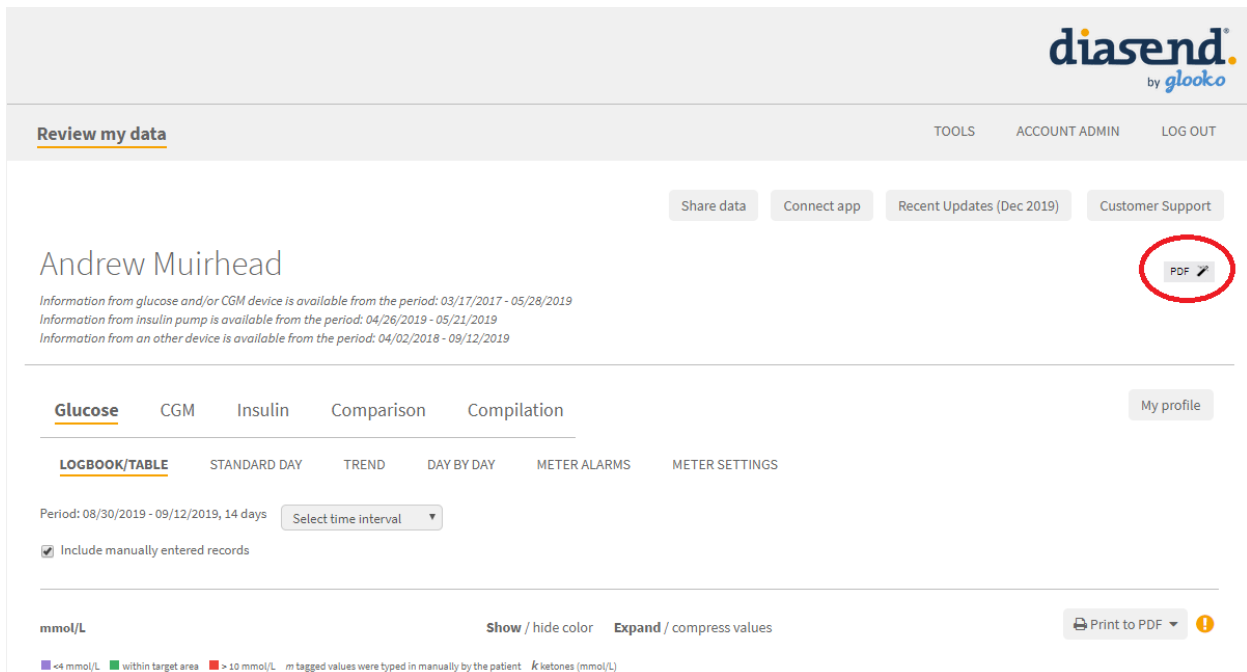 diasend
by glooko
Review my data
TOOLS ACCOUNT ADMIN LOG OUT
Share data Connect app Recent Updates (Dec 2019) Customer Support
Andrew Muirhead
PDF
Information from glucose and/or CGM device is available from the period: 03/17/2017 - 05/28/2019
Information from insulin pump is available from the period: 04/26/2019 - 05/21/2019
Information from an other device is available from the period: 04/02/2018 - 09/12/2019
Glucose CGM Insulin Comparison Compilation
My profile
LOGBOOK/TABLE STANDARD DAY TREND DAY BY DAY METER ALARMS METER SETTINGS
Period: 08/30/2019 - 09/12/2019, 14 days Select time interval
Include manually entered records
mmol/L Show / hide color Expand / compress values Print to PDF
<4 mmol/L within target area > 10 mmol/L m tagged values were typed in manually by the patient k ketones (mmol/L)